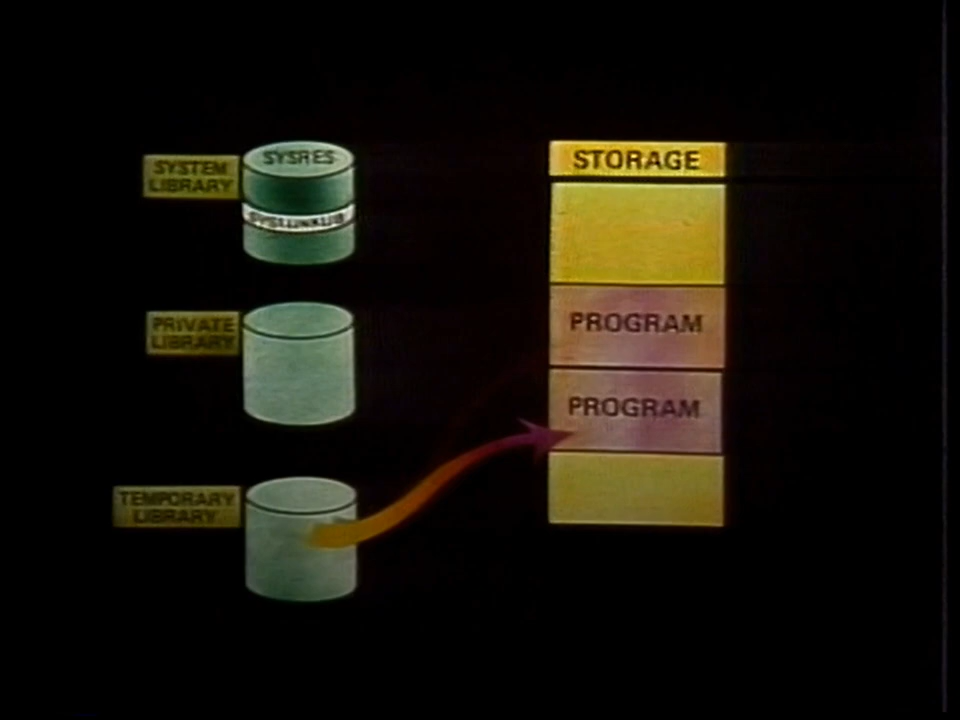 SYSTEM
LIBRARY
SYSRES
STORAGE
PRIVATE
LIBRARY
PROGRAM
PROGRAM
TEMPORARY
LIBRARY